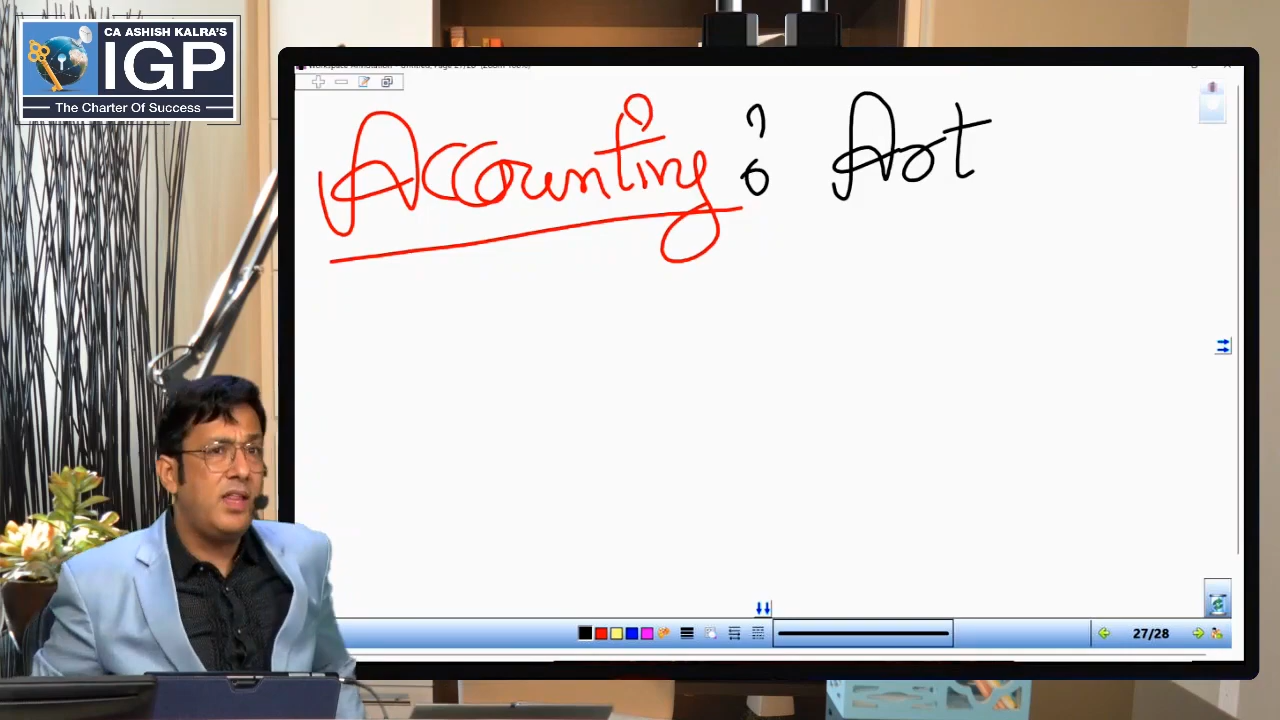 CA ASHISH KALRA'S
IGP
The Charter Of Success
Accounting : Art
27/28